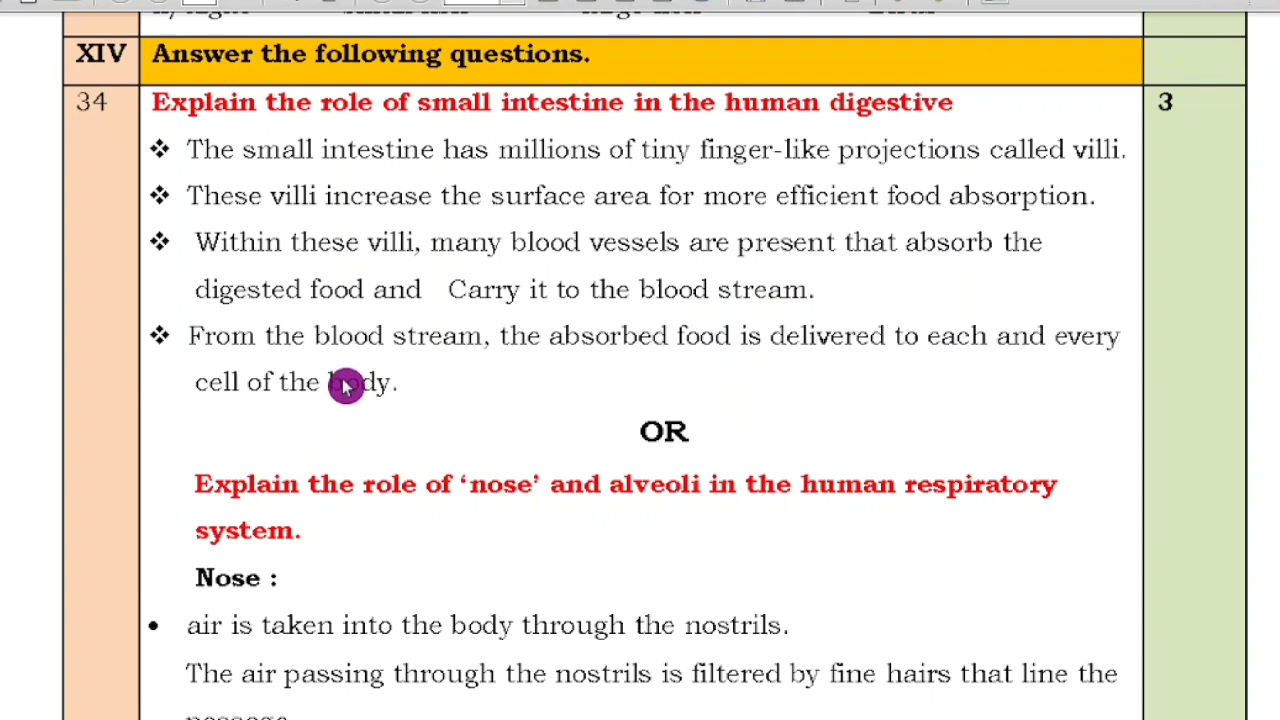 XIV Answer the following questions.
34 Explain the role of small intestine in the human digestive 3
❖ The small intestine has millions of tiny finger-like projections called villi.
❖ These villi increase the surface area for more efficient food absorption.
❖ Within these villi, many blood vessels are present that absorb the
digested food and Carry it to the blood stream.
❖ From the blood stream, the absorbed food is delivered to each and every
cell of the body.
OR
Explain the role of ‘nose’ and alveoli in the human respiratory
system.
Nose :
• air is taken into the body through the nostrils.
The air passing through the nostrils is filtered by fine hairs that line the